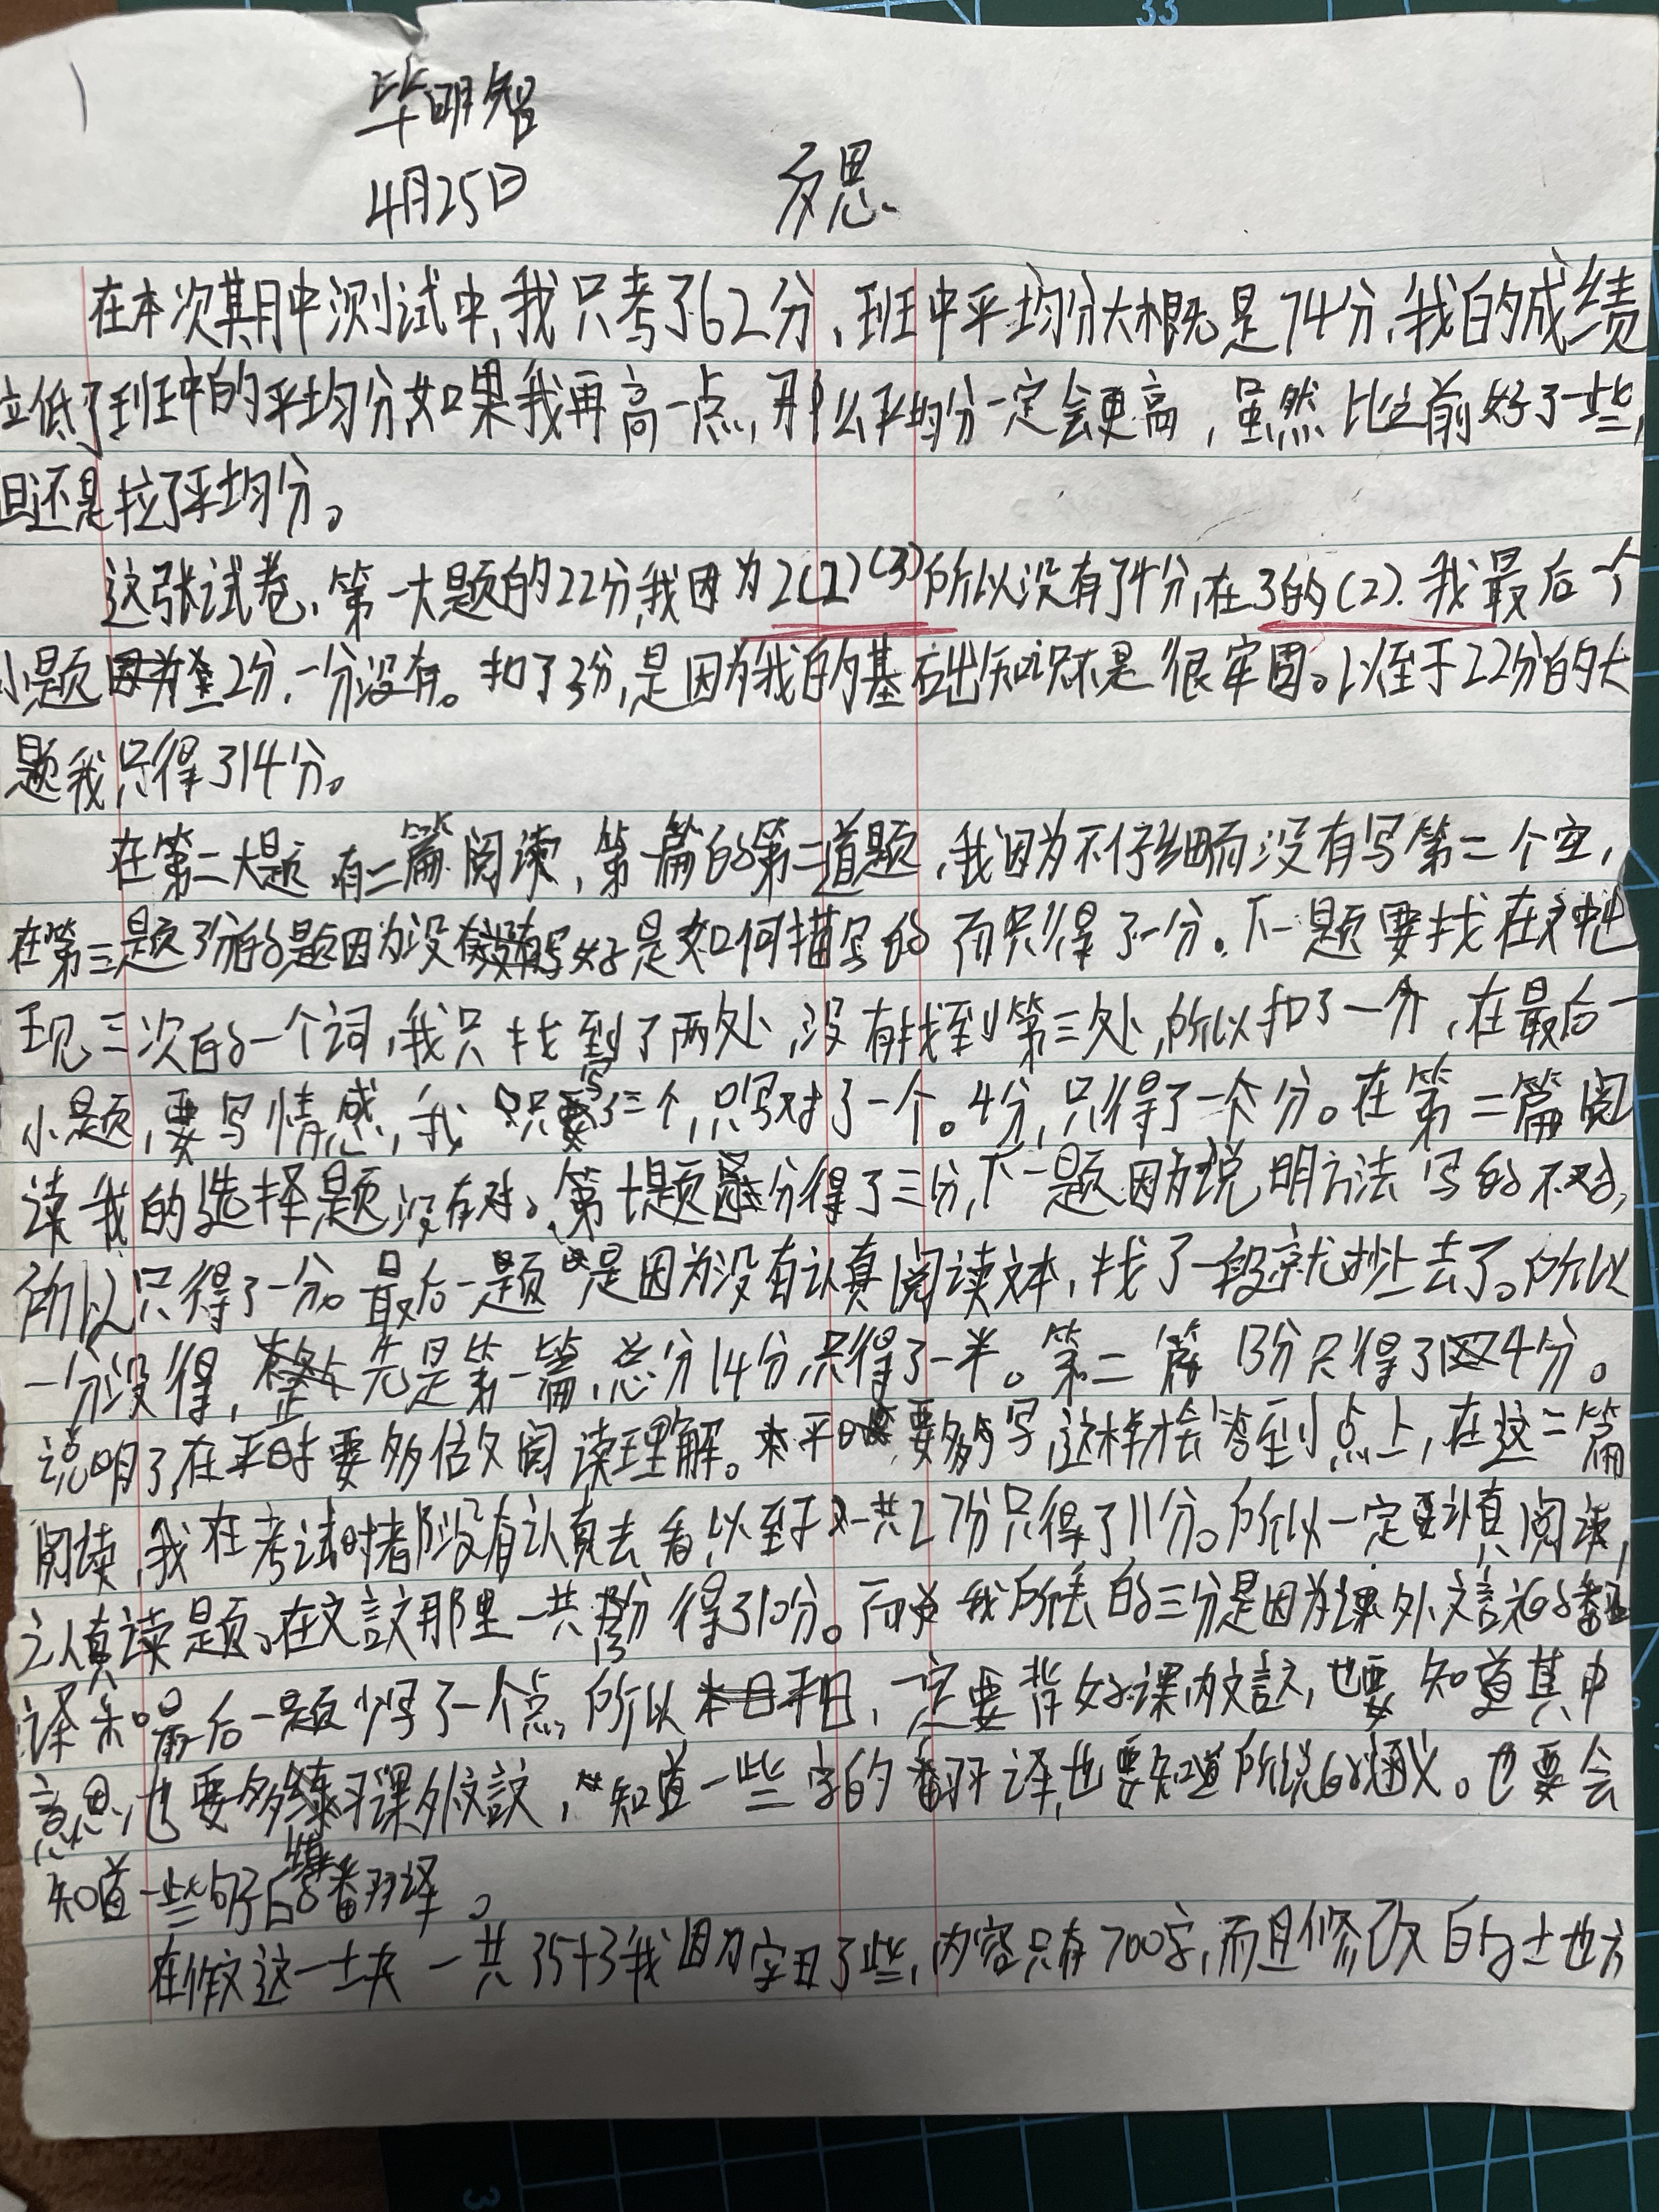 33
毕明智
4月25日
反思
在本次期中测试中,我只考了62分,班中平均分大概是74分,我的成绩
立低了班中的平均分,如果我再高一点,那么平均分一定会更高,虽然比之前好了一些,
但还是拉了平均分。
这张试卷,第一大题的22分,我因为2(2)(3)所以没有了4分,在3的(2).我最后一个
小题2分,一分没有。扣了3分,是因为我的基础知识不是很牢固。以至于22分的大
题我只得了14分。
在第二大题 有二篇阅读,第一篇的第二道题,我因为不仔细而没有写第二个空,
在第三题3分的题因为没有写好是如何描写的 而只得了一分。下一题要找在文中
现三次的一个词,我只找到了两处,没有找到第三处,所以扣了一分,在最后一
小题,要写情感,我只写了三个,只写对了一个。4分,只得了一个分。在第二篇阅
读我的选择题没有对。第十题分得了三分,下一题因为说明方法写的不对,
所以只得了一分。最后一题是因为没有认真阅读文本,找了一段就抄上去了。所以
一分没得,先是第一篇,总分14分,只得了一半。第二篇13分只得了4分。
说明了在平时要多做文阅读理解。平时要多写,这样才会答到点上,在这二篇
阅读,我在考试时都没有认真去看,以至于一共27分只得了11分。所以一定要认真阅读,
认真读题。在文言文那里一共13分得了10分。而我所丢的三分是因为课外文言文的翻
译和最后一题少写了一个点,所以,一定要背好课内文言文,也要知道其中
意思,也要多练习课外文言文,知道一些字的翻译,也要知道所说的涵义。也要会
知道一些句子的翻译。
在作文这一土块一共35+3我因为字丑了些,内容只有700字,而且修改的土也方